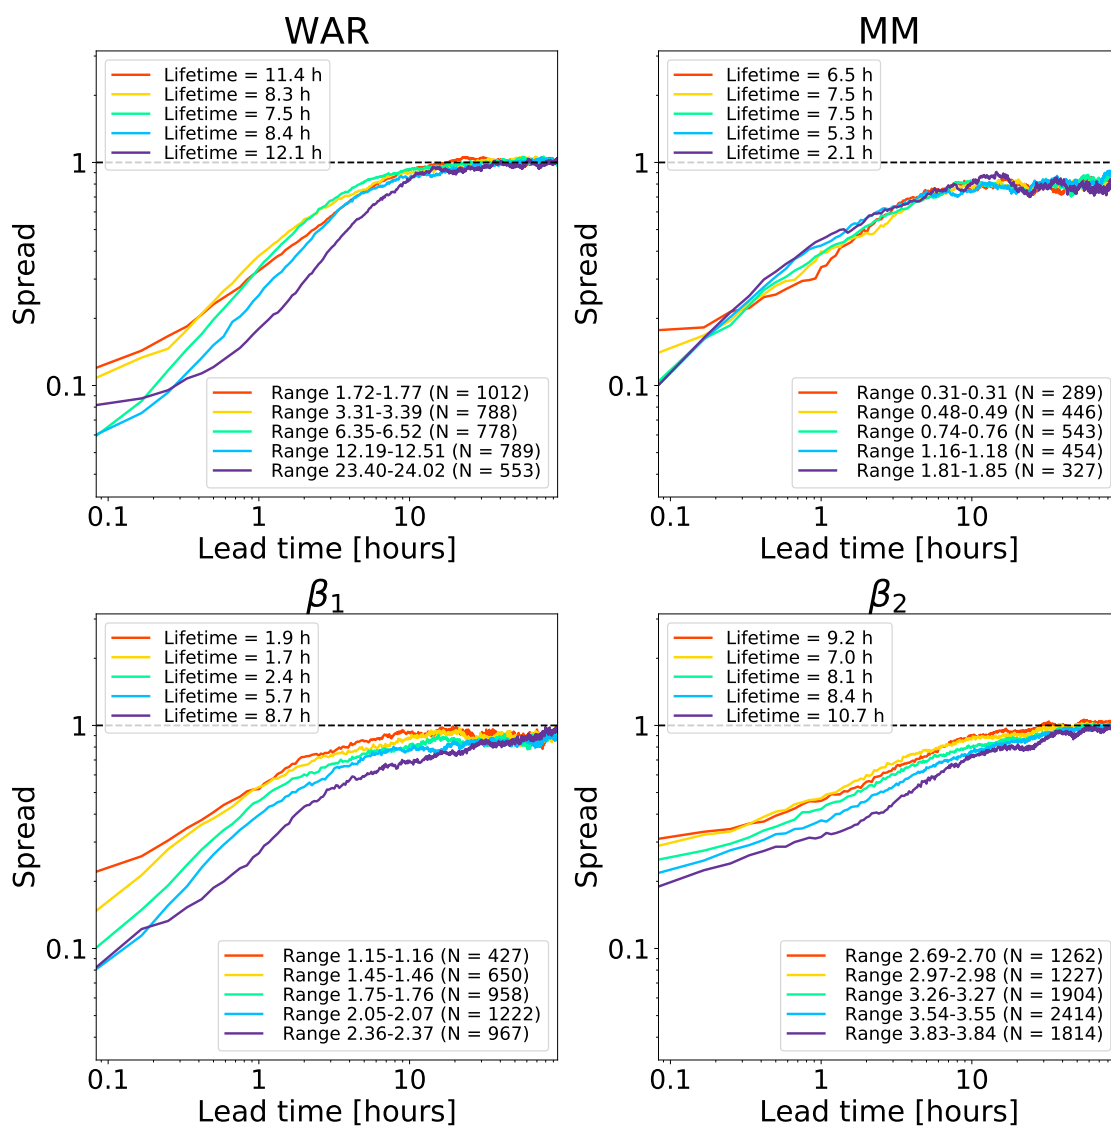 WAR
Lifetime = 11.4 h
Lifetime = 8.3 h
Lifetime = 7.5 h
Lifetime = 8.4 h
Lifetime = 12.1 h
1
0.1
Spread
Range 1.72-1.77 (N = 1012)
Range 3.31-3.39 (N = 788)
Range 6.35-6.52 (N = 778)
Range 12.19-12.51 (N = 789)
Range 23.40-24.02 (N = 553)
0.1 1 10
Lead time [hours]
MM
Lifetime = 6.5 h
Lifetime = 7.5 h
Lifetime = 7.5 h
Lifetime = 5.3 h
Lifetime = 2.1 h
1
0.1
Spread
Range 0.31-0.31 (N = 289)
Range 0.48-0.49 (N = 446)
Range 0.74-0.76 (N = 543)
Range 1.16-1.18 (N = 454)
Range 1.81-1.85 (N = 327)
0.1 1 10
Lead time [hours]
β₁
Lifetime = 1.9 h
Lifetime = 1.7 h
Lifetime = 2.4 h
Lifetime = 5.7 h
Lifetime = 8.7 h
1
0.1
Spread
Range 1.15-1.16 (N = 427)
Range 1.45-1.46 (N = 650)
Range 1.75-1.76 (N = 958)
Range 2.05-2.07 (N = 1222)
Range 2.36-2.37 (N = 967)
0.1 1 10
Lead time [hours]
β₂
Lifetime = 9.2 h
Lifetime = 7.0 h
Lifetime = 8.1 h
Lifetime = 8.4 h
Lifetime = 10.7 h
1
0.1
Spread
Range 2.69-2.70 (N = 1262)
Range 2.97-2.98 (N = 1227)
Range 3.26-3.27 (N = 1904)
Range 3.54-3.55 (N = 2414)
Range 3.83-3.84 (N = 1814)
0.1 1 10
Lead time [hours]